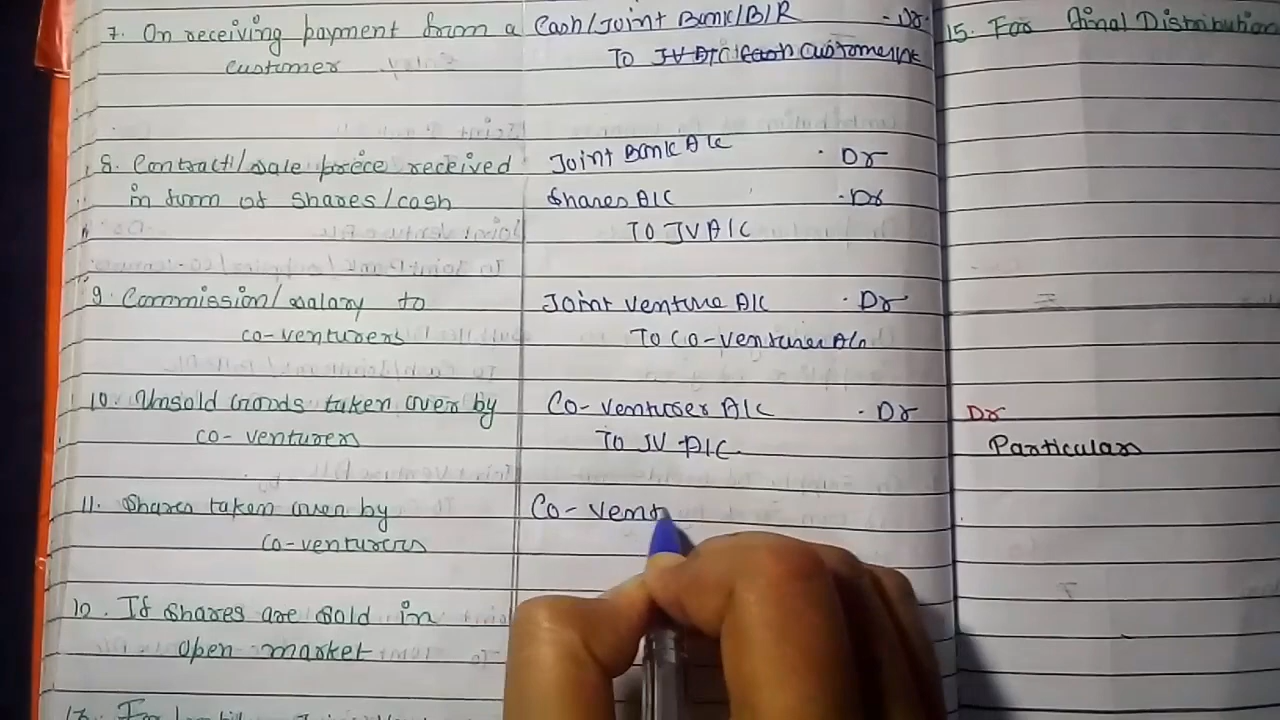 7. On receiving payment from a Cash/Joint Bank/B/R - Dr.
customer To JV A/C
8. Contract/sale price received Joint Bank A/C . Dr
in form of shares/cash Shares A/C . Dr
To JV A/C
9. Commission/salary to Joint Venture A/C . Dr
co-venturers To Co-venturer A/c
10. Unsold Goods taken over by Co-venturer A/C . Dr
co-venturers To JV A/C
11. Shares taken over by Co-vent
Co-venturers
12. If shares are sold in
open market
15. For Final Distribution
Dr
Particulars